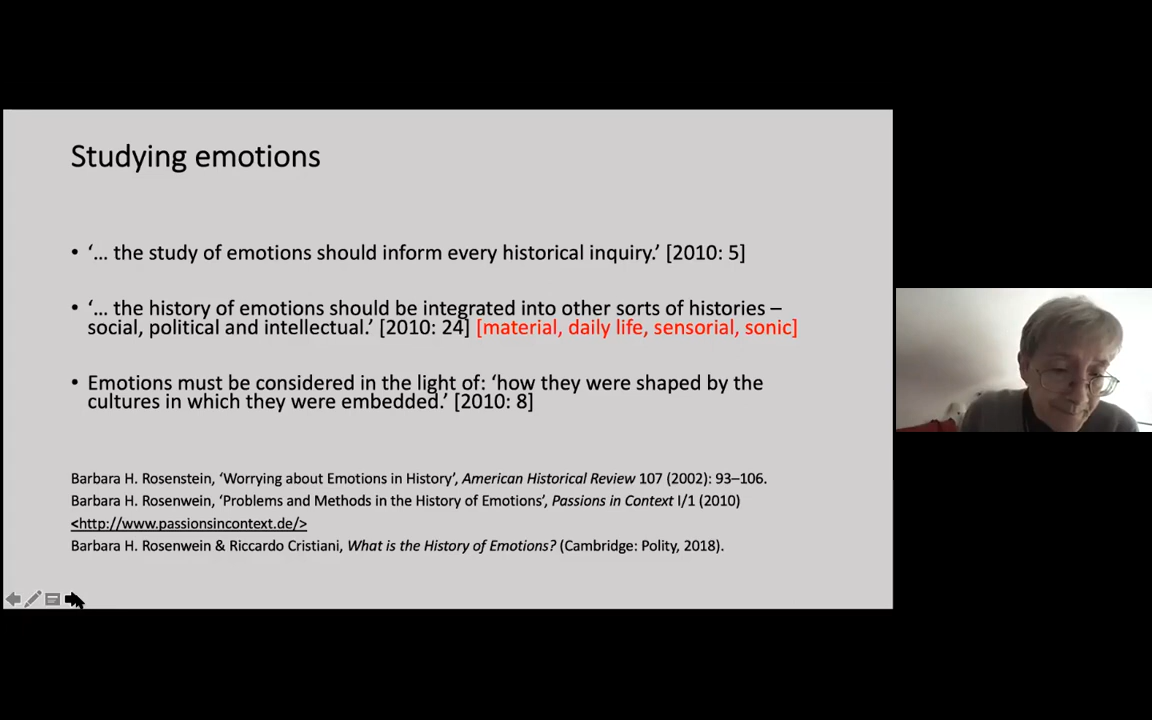 Studying emotions
• ‘… the study of emotions should inform every historical inquiry.’ [2010: 5]
• ‘… the history of emotions should be integrated into other sorts of histories –
social, political and intellectual.’ [2010: 24] [material, daily life, sensorial, sonic]
• Emotions must be considered in the light of: ‘how they were shaped by the
cultures in which they were embedded.’ [2010: 8]
Barbara H. Rosenstein, ‘Worrying about Emotions in History’, American Historical Review 107 (2002): 93–106.
Barbara H. Rosenwein, ‘Problems and Methods in the History of Emotions’, Passions in Context I/1 (2010)
<http://www.passionsincontext.de/>
Barbara H. Rosenwein & Riccardo Cristiani, What is the History of Emotions? (Cambridge: Polity, 2018).